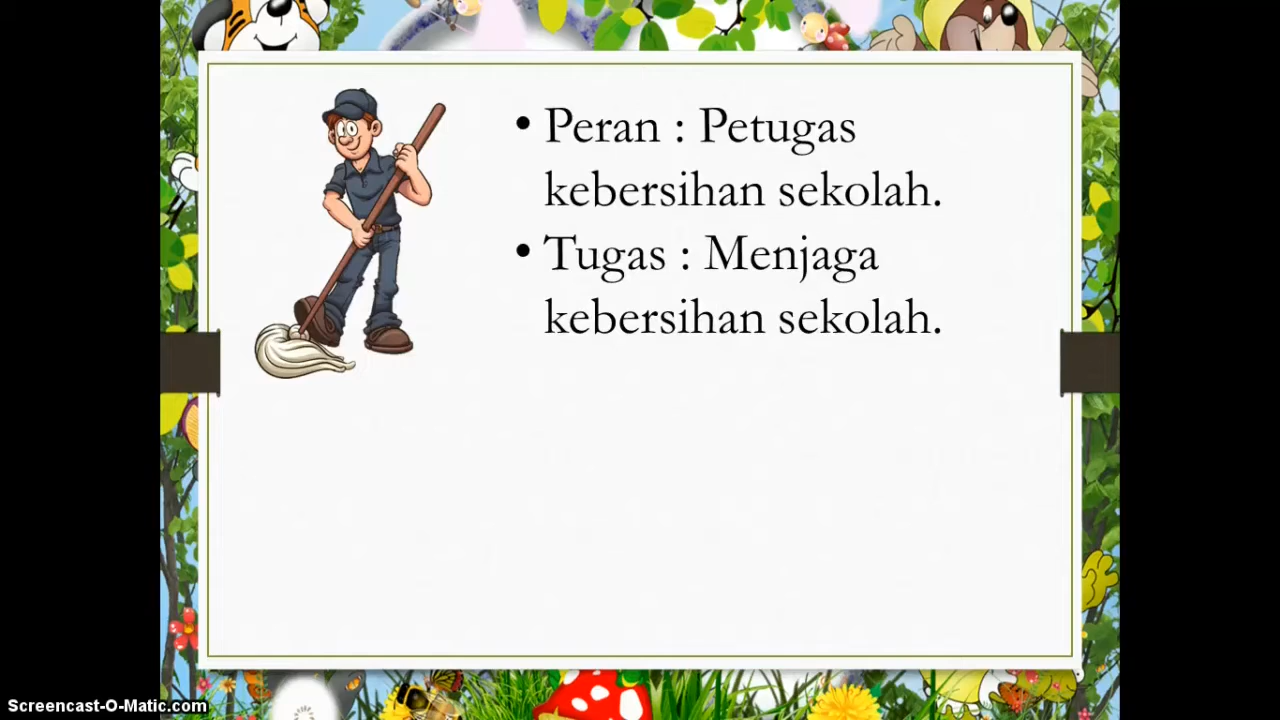 • Peran : Petugas
kebersihan sekolah.
• Tugas : Menjaga
kebersihan sekolah.
Screencast-O-Matic.com